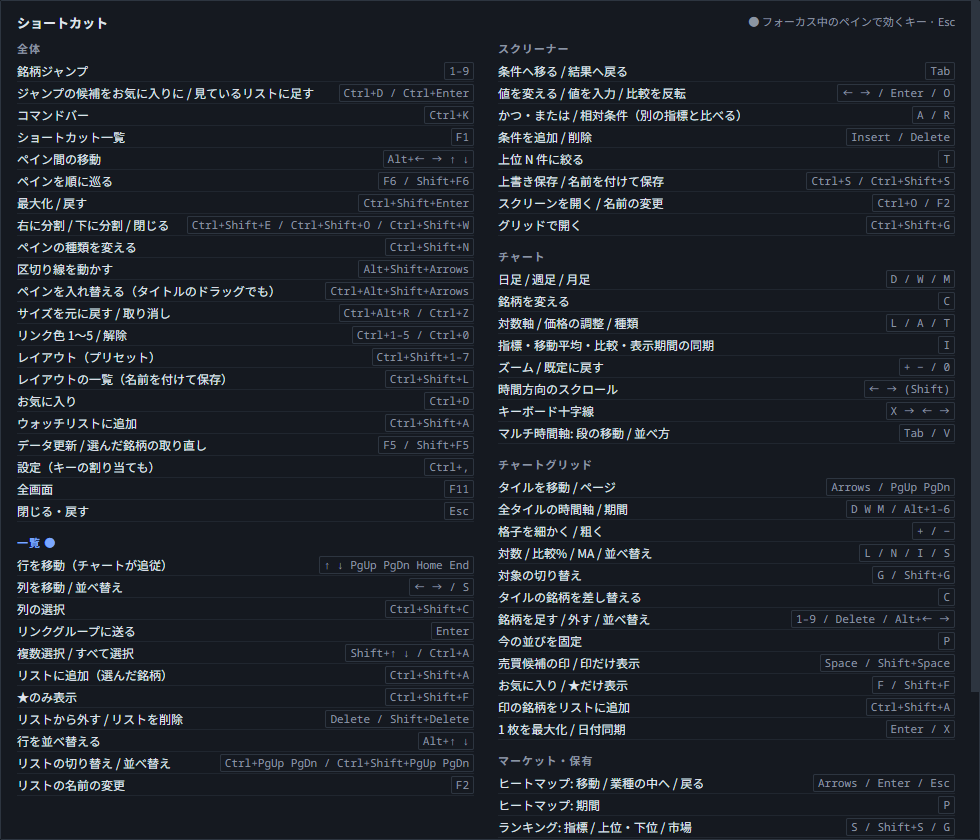 ショートカット
● フォーカス中のペインで効くキー · Esc
全体
銘柄ジャンプ 1-9
ジャンプの候補をお気に入りに / 見ているリストに足す Ctrl+D / Ctrl+Enter
コマンドバー Ctrl+K
ショートカット一覧 F1
ペイン間の移動 Alt+← → ↑ ↓
ペインを順に巡る F6 / Shift+F6
最大化 / 戻す Ctrl+Shift+Enter
右に分割 / 下に分割 / 閉じる Ctrl+Shift+E / Ctrl+Shift+O / Ctrl+Shift+W
ペインの種類を変える Ctrl+Shift+N
区切り線を動かす Alt+Shift+Arrows
ペインを入れ替える（タイトルのドラッグでも） Ctrl+Alt+Shift+Arrows
サイズを元に戻す / 取り消し Ctrl+Alt+R / Ctrl+Z
リンク色 1〜5 / 解除 Ctrl+1-5 / Ctrl+0
レイアウト（プリセット） Ctrl+Shift+1-7
レイアウトの一覧（名前を付けて保存） Ctrl+Shift+L
お気に入り Ctrl+D
ウォッチリストに追加 Ctrl+Shift+A
データ更新 / 選んだ銘柄の取り直し F5 / Shift+F5
設定（キーの割り当ても） Ctrl+,
全画面 F11
閉じる・戻す Esc
一覧 ●
行を移動（チャートが追従） ↑ ↓ PgUp PgDn Home End
列を移動 / 並べ替え ← → / S
列の選択 Ctrl+Shift+C
リンクグループに送る Enter
複数選択 / すべて選択 Shift+↑ ↓ / Ctrl+A
リストに追加（選んだ銘柄） Ctrl+Shift+A
★のみ表示 Ctrl+Shift+F
リストから外す / リストを削除 Delete / Shift+Delete
行を並べ替える Alt+↑ ↓
リストの切り替え / 並べ替え Ctrl+PgUp PgDn / Ctrl+Shift+PgUp PgDn
リストの名前の変更 F2
スクリーナー
条件へ移る / 結果へ戻る Tab
値を変える / 値を入力 / 比較を反転 ← → / Enter / O
かつ・または / 相対条件（別の指標と比べる） A / R
条件を追加 / 削除 Insert / Delete
上位 N 件に絞る T
上書き保存 / 名前を付けて保存 Ctrl+S / Ctrl+Shift+S
スクリーンを開く / 名前の変更 Ctrl+O / F2
グリッドで開く Ctrl+Shift+G
チャート
日足 / 週足 / 月足 D / W / M
銘柄を変える C
対数軸 / 価格の調整 / 種類 L / A / T
指標・移動平均・比較・表示期間の同期 I
ズーム / 既定に戻す + − / 0
時間方向のスクロール ← → (Shift)
キーボード十字線 X → ← →
マルチ時間軸: 段の移動 / 並べ方 Tab / V
チャートグリッド
タイルを移動 / ページ Arrows / PgUp PgDn
全タイルの時間軸 / 期間 D W M / Alt+1-6
格子を細かく / 粗く + / −
対数 / 比較% / MA / 並べ替え L / N / I / S
対象の切り替え G / Shift+G
タイルの銘柄を差し替える C
銘柄を足す / 外す / 並べ替え 1-9 / Delete / Alt+← →
今の並びを固定 P
売買候補の印 / 印だけ表示 Space / Shift+Space
お気に入り / ★だけ表示 F / Shift+F
印の銘柄をリストに追加 Ctrl+Shift+A
1 枚を最大化 / 日付同期 Enter / X
マーケット・保有
ヒートマップ: 移動 / 業種の中へ / 戻る Arrows / Enter / Esc
ヒートマップ: 期間 P
ランキング: 指標 / 上位・下位 / 市場 S / Shift+S / G